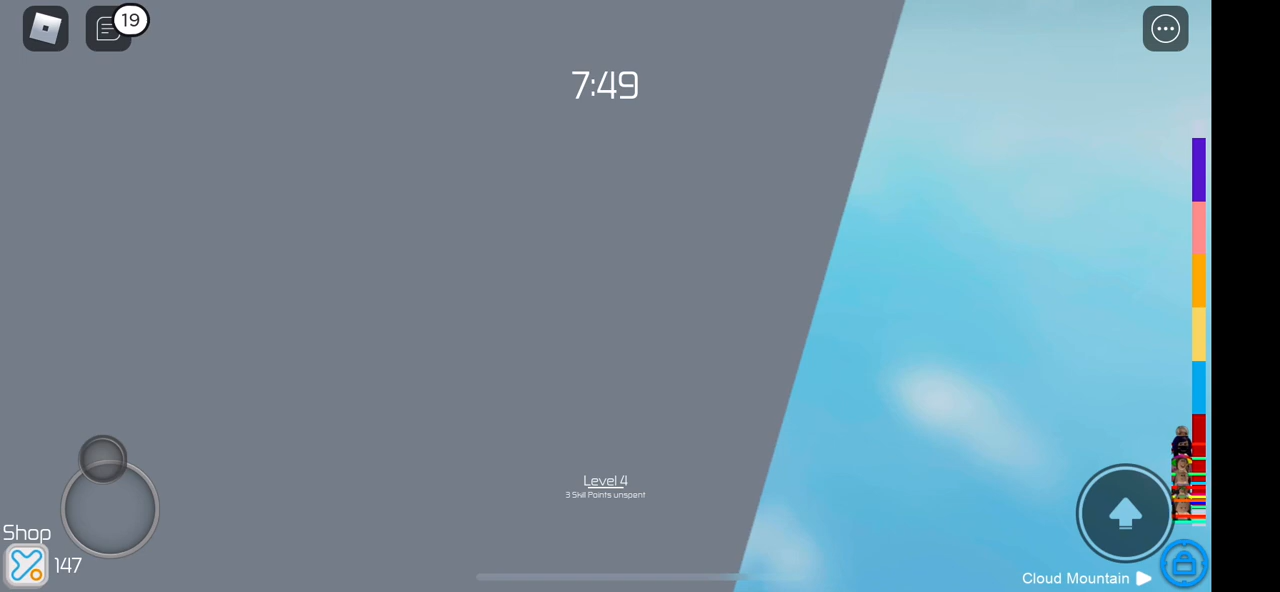 19
7:49
Level 4
3 Skill Points unspent
Shop
147
Cloud Mountain